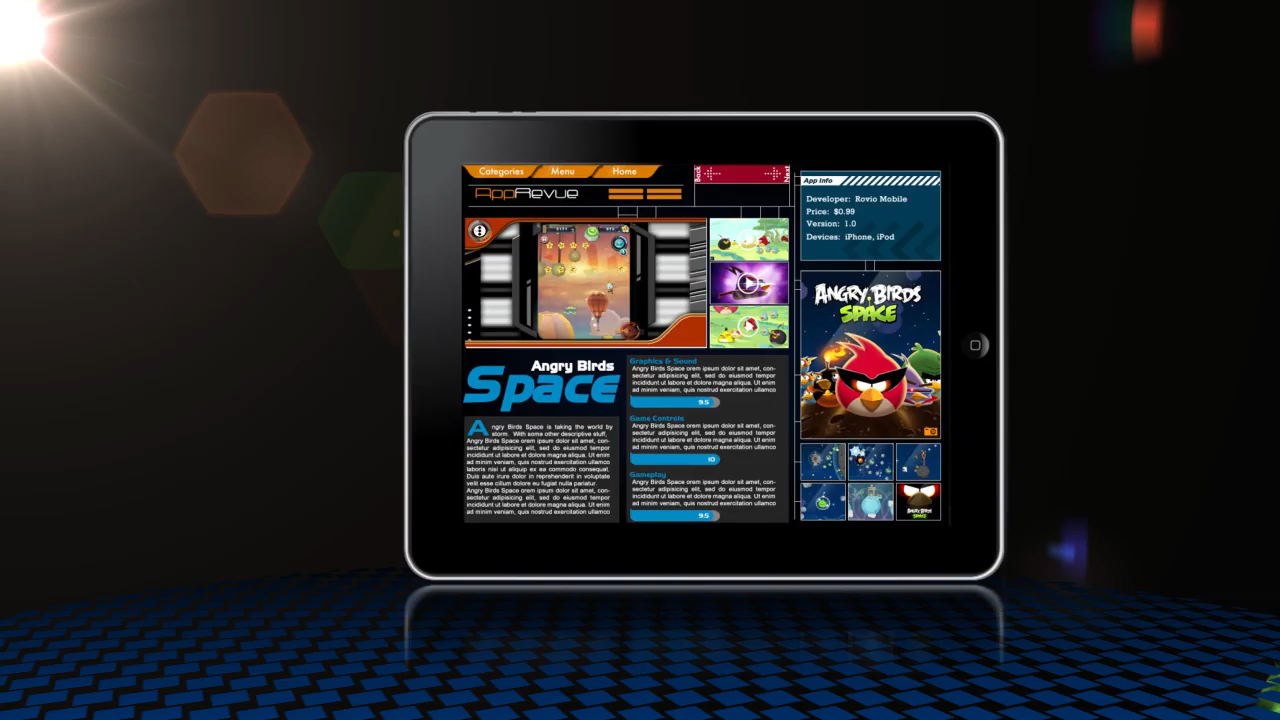 Categories Menu Home
Back
Next
AppRevue
App Info
Developer: Rovio Mobile
Price: $0.99
Version: 1.0
Devices: iPhone, iPod
ANGRY BIRDS
SPACE
Angry Birds
Space
Angry Birds Space is taking the world by
storm. With some other descriptive stuff,
Angry Birds Space orem ipsum dolor sit amet, con-
sectetur adipisicing elit, sed do eiusmod tempor
incididunt ut labore et dolore magna aliqua. Ut enim
ad minim veniam, quis nostrud exercitation ullamco
laboris nisi ut aliquip ex ea commodo consequat.
Duis aute irure dolor in reprehenderit in voluptate
velit esse cillum dolore eu fugiat nulla pariatur.
Angry Birds Space orem ipsum dolor sit amet, con-
sectetur adipisicing elit, sed do eiusmod tempor
incididunt ut labore et dolore magna aliqua. Ut enim
ad minim veniam, quis nostrud exercitation ullamco
Graphics & Sound
Angry Birds Space orem ipsum dolor sit amet, con-
sectetur adipisicing elit, sed do eiusmod tempor
incididunt ut labore et dolore magna aliqua. Ut enim
ad minim veniam, quis nostrud exercitation ullamco
9.5
Game Controls
Angry Birds Space orem ipsum dolor sit amet, con-
sectetur adipisicing elit, sed do eiusmod tempor
incididunt ut labore et dolore magna aliqua. Ut enim
ad minim veniam, quis nostrud exercitation ullamco
10
Gameplay
Angry Birds Space orem ipsum dolor sit amet, con-
sectetur adipisicing elit, sed do eiusmod tempor
incididunt ut labore et dolore magna aliqua. Ut enim
ad minim veniam, quis nostrud exercitation ullamco
9.5
ANGRY BIRDS
SPACE